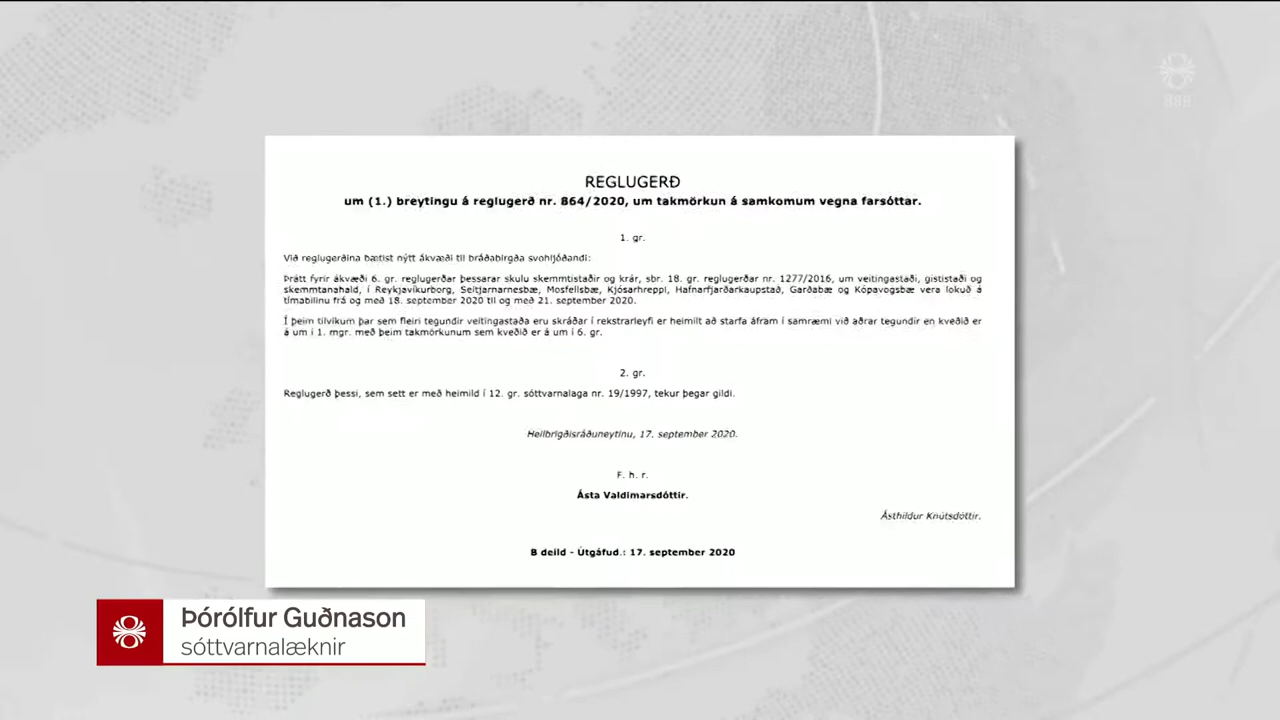 888
REGLUGERÐ
um (1.) breytingu á reglugerð nr. 864/2020, um takmörkun á samkomum vegna farsóttar.
1. gr.
Við reglugerðina bætist nýtt ákvæði til bráðabirgða svohljóðandi:
Þrátt fyrir ákvæði 6. gr. reglugerðar þessarar skulu skemmtistaðir og krár, sbr. 18. gr. reglugerðar nr. 1277/2016, um veitingastaði, gististaði og
skemmtanahald, í Reykjavíkurborg, Seltjarnarnesbæ, Mosfellsbæ, Kjósarhreppi, Hafnarfjarðarkaupstað, Garðabæ og Kópavogsbæ vera lokuð á
tímabilinu frá og með 18. september 2020 til og með 21. september 2020.
Í þeim tilvikum þar sem fleiri tegundir veitingastaða eru skráðar í rekstrarleyfi er heimilt að starfa áfram í samræmi við aðrar tegundir en kveðið er
á um í 1. mgr. með þeim takmörkunum sem kveðið er á um í 6. gr.
2. gr.
Reglugerð þessi, sem sett er með heimild í 12. gr. sóttvarnalaga nr. 19/1997, tekur þegar gildi.
Heilbrigðisráðuneytinu, 17. september 2020.
F. h. r.
Ásta Valdimarsdóttir.
Ásthildur Knútsdóttir.
B deild - Útgáfud.: 17. september 2020
Þórólfur Guðnason
sóttvarnalæknir